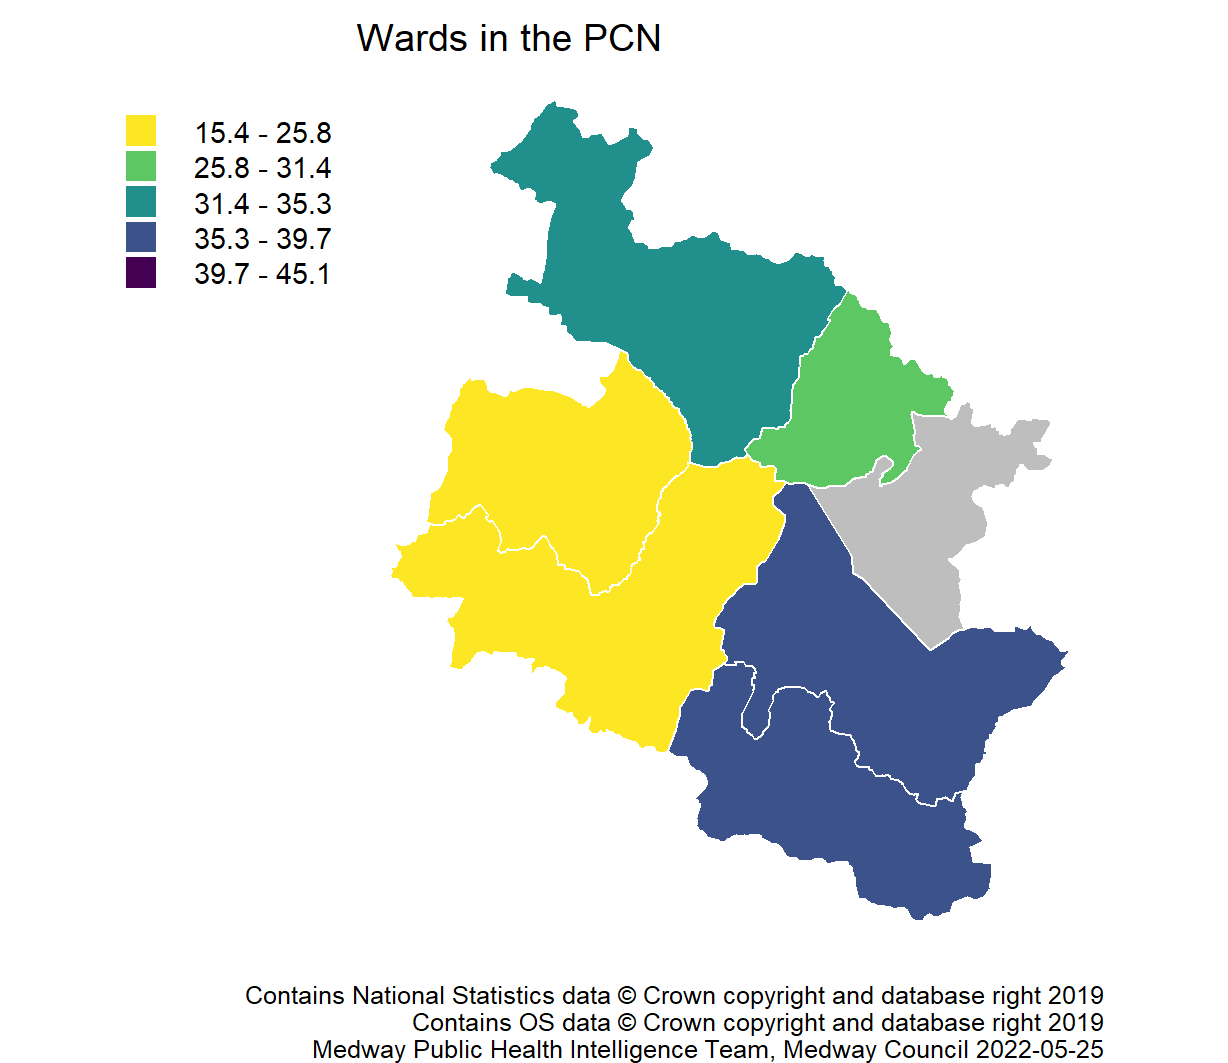 Wards in the PCN
15.4 - 25.8
25.8 - 31.4
31.4 - 35.3
35.3 - 39.7
39.7 - 45.1
Contains National Statistics data © Crown copyright and database right 2019
Contains OS data © Crown copyright and database right 2019
Medway Public Health Intelligence Team, Medway Council 2022-05-25